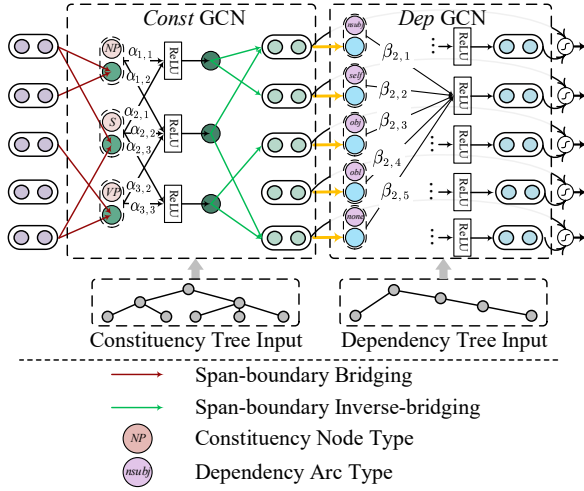 Const GCN
Dep GCN
NP
α1,1
α1,2
ReLU
S
α2,1
α2,2
α2,3
ReLU
VP
α3,2
α3,3
ReLU
nsubj
self
obj
obl
none
β2,1
β2,2
β2,3
β2,4
β2,5
... ReLU
... ReLU
... ReLU
... ReLU
... ReLU
Constituency Tree Input
Dependency Tree Input
Span-boundary Bridging
Span-boundary Inverse-bridging
NP Constituency Node Type
nsubj Dependency Arc Type